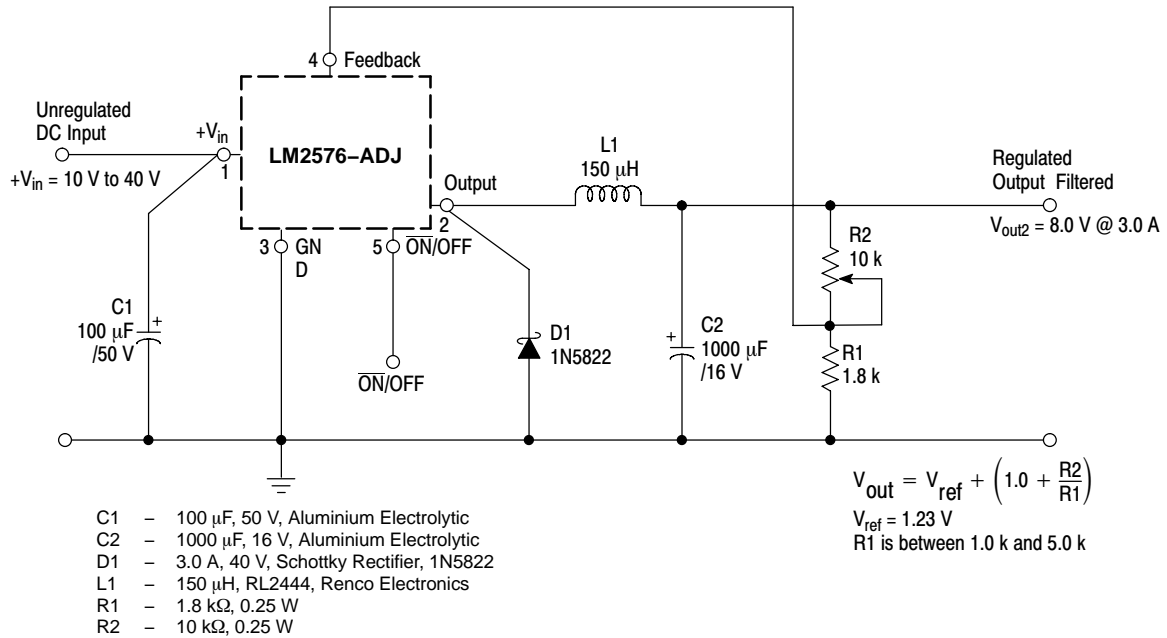 4 Feedback
Unregulated
DC Input
+Vin
1
+Vin = 10 V to 40 V
LM2576–ADJ
L1
150 μH
Output
2
Regulated
Output Filtered
Vout2 = 8.0 V @ 3.0 A
3 GN
D
5 ON/OFF
R2
10 k
C1
100 μF
/50 V
+
ON/OFF
D1
1N5822
+
C2
1000 μF
/16 V
R1
1.8 k
Vout = Vref + (1.0 + R2/R1)
Vref = 1.23 V
R1 is between 1.0 k and 5.0 k
C1 – 100 μF, 50 V, Aluminium Electrolytic
C2 – 1000 μF, 16 V, Aluminium Electrolytic
D1 – 3.0 A, 40 V, Schottky Rectifier, 1N5822
L1 – 150 μH, RL2444, Renco Electronics
R1 – 1.8 kΩ, 0.25 W
R2 – 10 kΩ, 0.25 W